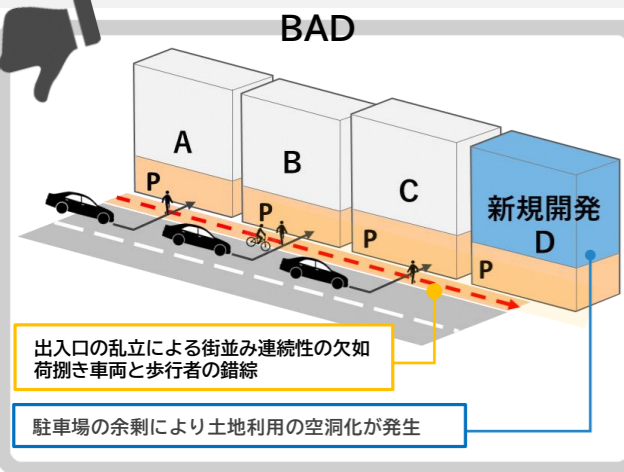 BAD
A
P
B
P
C
P
新規開発
D
P
出入口の乱立による街並み連続性の欠如
荷捌き車両と歩行者の錯綜
駐車場の余剰により土地利用の空洞化が発生